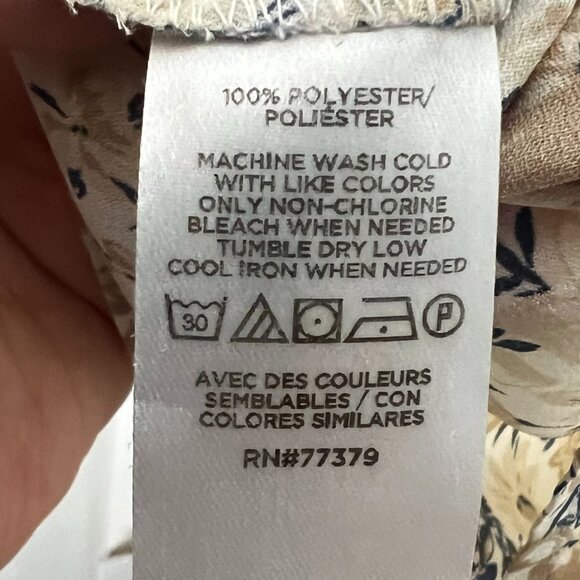 100% POLYESTER/
POLIÉSTER
MACHINE WASH COLD
WITH LIKE COLORS
ONLY NON-CHLORINE
BLEACH WHEN NEEDED
TUMBLE DRY LOW
COOL IRON WHEN NEEDED
30 P
AVEC DES COULEURS
SEMBLABLES / CON
COLORES SIMILARES
RN#77379